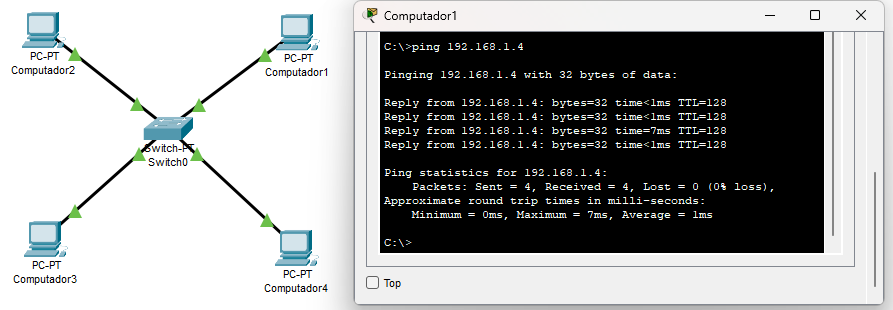 PC-PT
Computador2
PC-PT
Computador1
Switch-PT
Switch0
PC-PT
Computador3
PC-PT
Computador4
Computador1
C:\>ping 192.168.1.4
Pinging 192.168.1.4 with 32 bytes of data:
Reply from 192.168.1.4: bytes=32 time<1ms TTL=128
Reply from 192.168.1.4: bytes=32 time<1ms TTL=128
Reply from 192.168.1.4: bytes=32 time=7ms TTL=128
Reply from 192.168.1.4: bytes=32 time<1ms TTL=128
Ping statistics for 192.168.1.4:
Packets: Sent = 4, Received = 4, Lost = 0 (0% loss),
Approximate round trip times in milli-seconds:
Minimum = 0ms, Maximum = 7ms, Average = 1ms
C:\>
Top